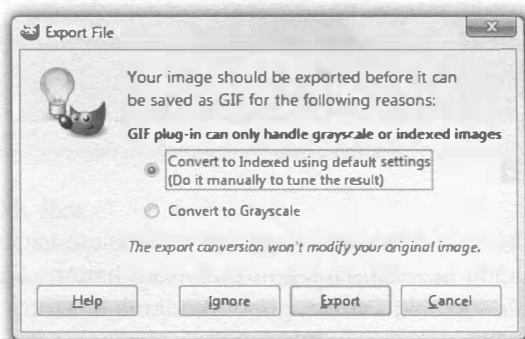 Export File
Your image should be exported before it can
be saved as GIF for the following reasons:
GIF plug-in can only handle grayscale or indexed images
Convert to Indexed using default settings
(Do it manually to tune the result)
Convert to Grayscale
The export conversion won't modify your original image.
Help Ignore Export Cancel